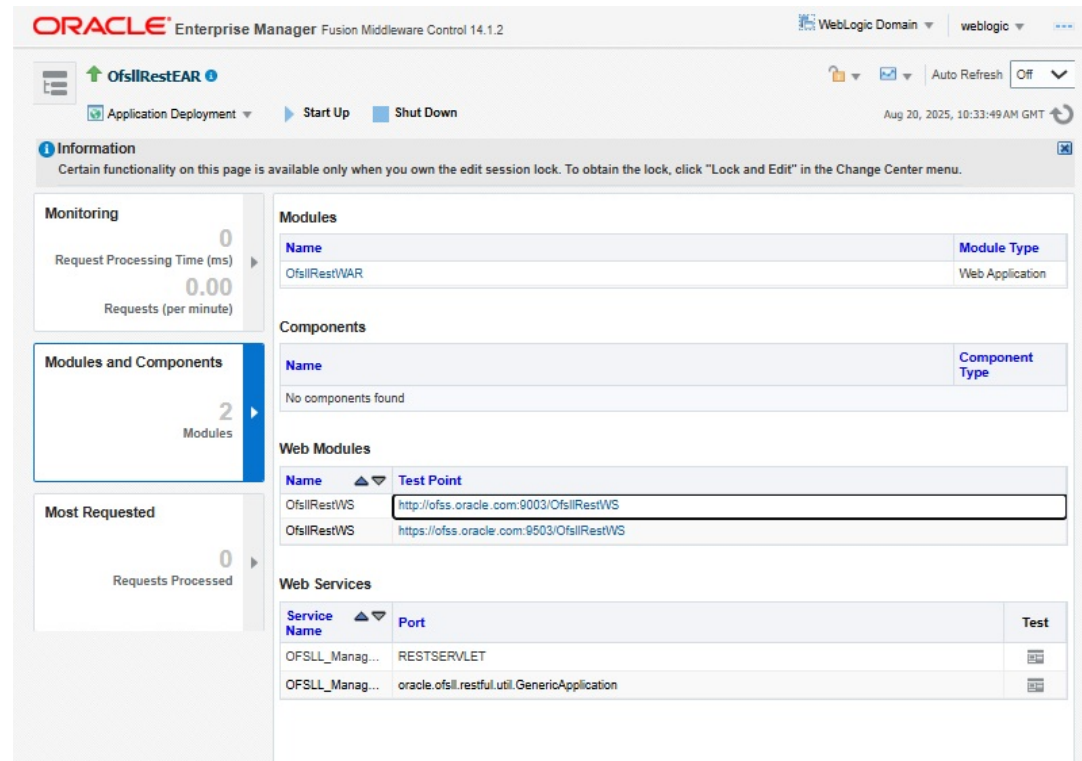 ORACLE Enterprise Manager Fusion Middleware Control 14.1.2
WebLogic Domain
weblogic
OfsllRestEAR
Auto Refresh Off
Application Deployment
Start Up
Shut Down
Aug 20, 2025, 10:33:49 AM GMT
Information
Certain functionality on this page is available only when you own the edit session lock. To obtain the lock, click "Lock and Edit" in the Change Center menu.
Monitoring
0
Request Processing Time (ms)
0.00
Requests (per minute)
Modules and Components
2
Modules
Most Requested
0
Requests Processed
Modules
Name Module Type
OfsllRestWAR Web Application
Components
Name Component
Type
No components found
Web Modules
Name Test Point
OfsllRestWS http://ofss.oracle.com:9003/OfsllRestWS
OfsllRestWS https://ofss.oracle.com:9503/OfsllRestWS
Web Services
Service
Name Port Test
OFSLL_Manag... RESTSERVLET
OFSLL_Manag... oracle.ofsll.restful.util.GenericApplication